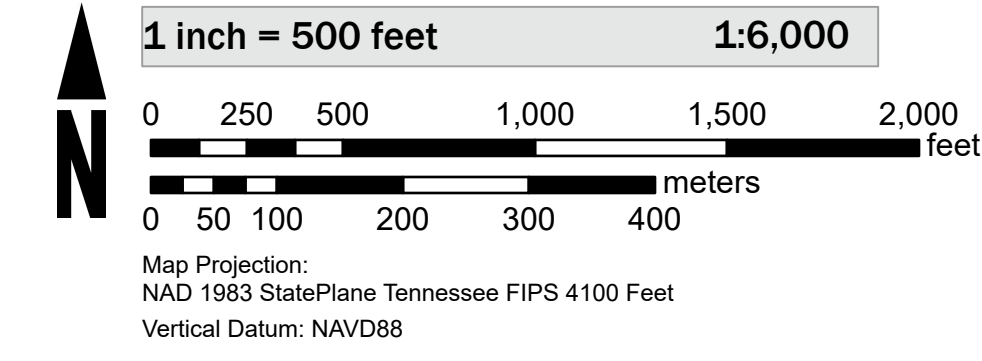 1 inch = 500 feet 1:6,000
0 250 500 1,000 1,500 2,000
feet
N
meters
0 50 100 200 300 400
Map Projection:
NAD 1983 StatePlane Tennessee FIPS 4100 Feet
Vertical Datum: NAVD88